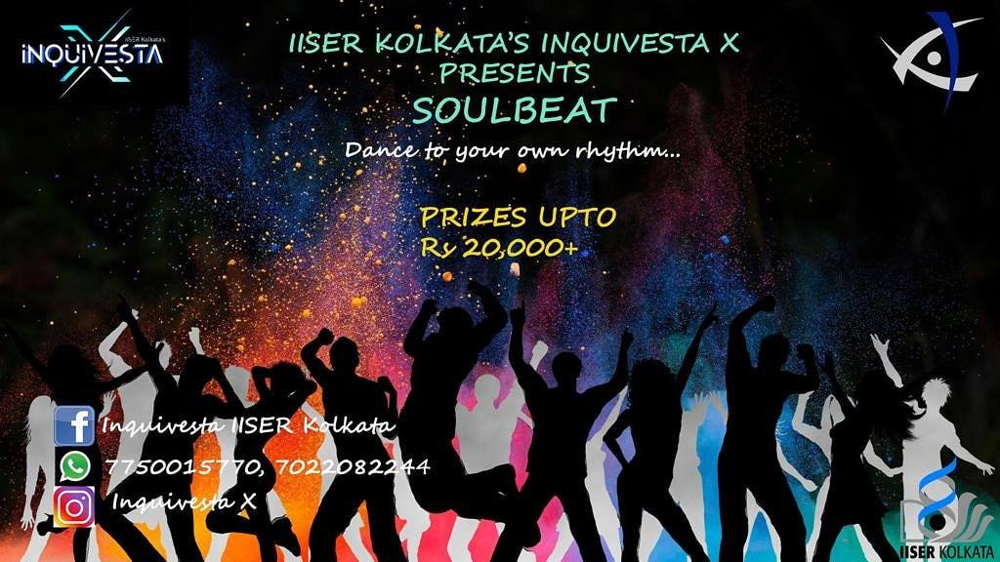 IISER Kolkata's
INQUIVESTA
IISER KOLKATA'S INQUIVESTA X
PRESENTS
SOULBEAT
Dance to your own rhythm...
PRIZES UPTO
Rs 20,000+
Inquivesta IISER Kolkata
7750015770, 7022082244
Inquivesta X
IISER KOLKATA